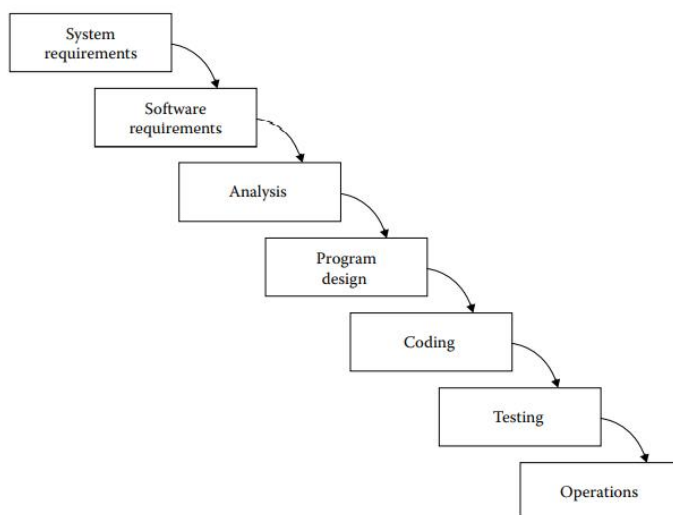 System
requirements
Software
requirements
Analysis
Program
design
Coding
Testing
Operations